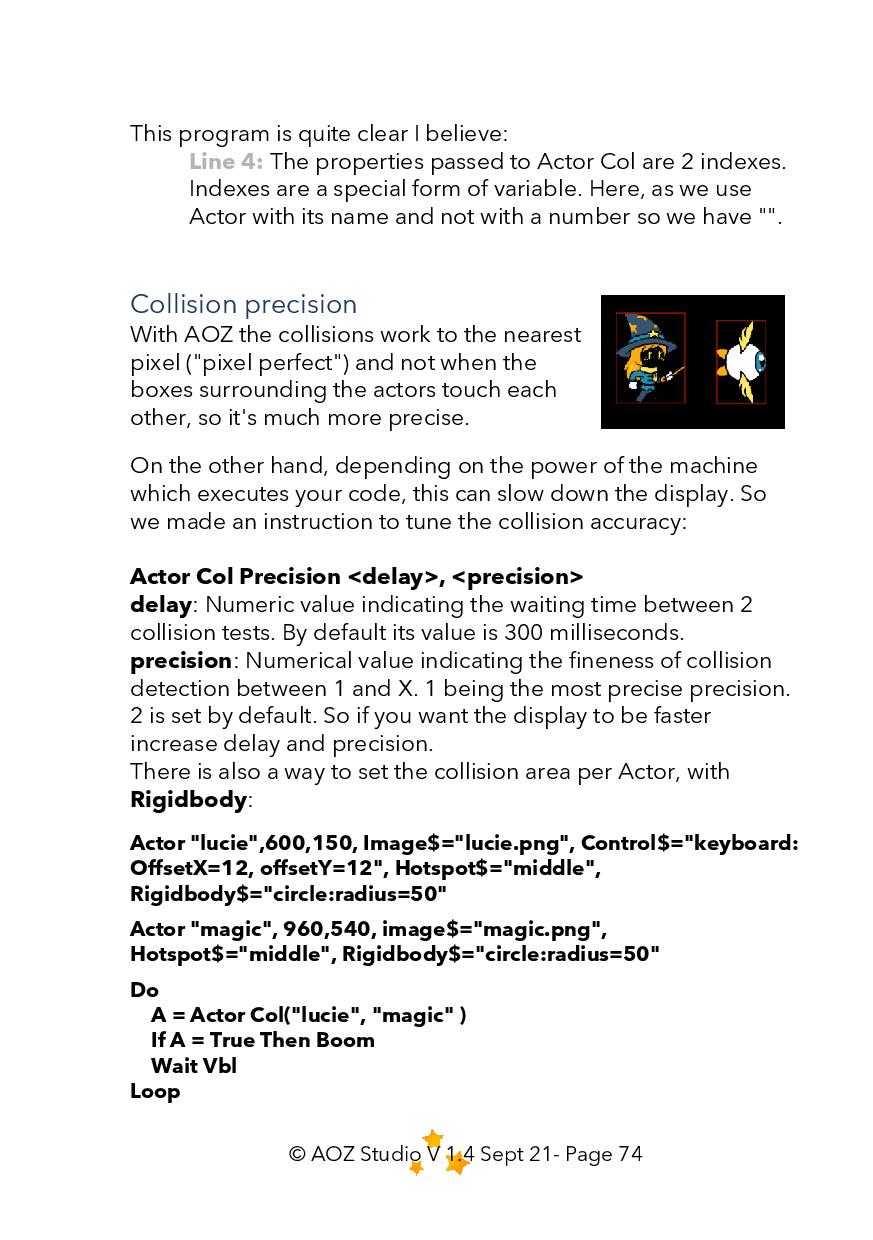 This program is quite clear I believe:
Line 4: The properties passed to Actor Col are 2 indexes.
Indexes are a special form of variable. Here, as we use
Actor with its name and not with a number so we have "".
Collision precision
With AOZ the collisions work to the nearest
pixel ("pixel perfect") and not when the
boxes surrounding the actors touch each
other, so it's much more precise.
On the other hand, depending on the power of the machine
which executes your code, this can slow down the display. So
we made an instruction to tune the collision accuracy:
Actor Col Precision <delay>, <precision>
delay: Numeric value indicating the waiting time between 2
collision tests. By default its value is 300 milliseconds.
precision: Numerical value indicating the fineness of collision
detection between 1 and X. 1 being the most precise precision.
2 is set by default. So if you want the display to be faster
increase delay and precision.
There is also a way to set the collision area per Actor, with
Rigidbody:
Actor "lucie",600,150, Image$="lucie.png", Control$="keyboard:
OffsetX=12, offsetY=12", Hotspot$="middle",
Rigidbody$="circle:radius=50"
Actor "magic", 960,540, image$="magic.png",
Hotspot$="middle", Rigidbody$="circle:radius=50"
Do
A = Actor Col("lucie", "magic" )
If A = True Then Boom
Wait Vbl
Loop
© AOZ Studio V 1.4 Sept 21- Page 74